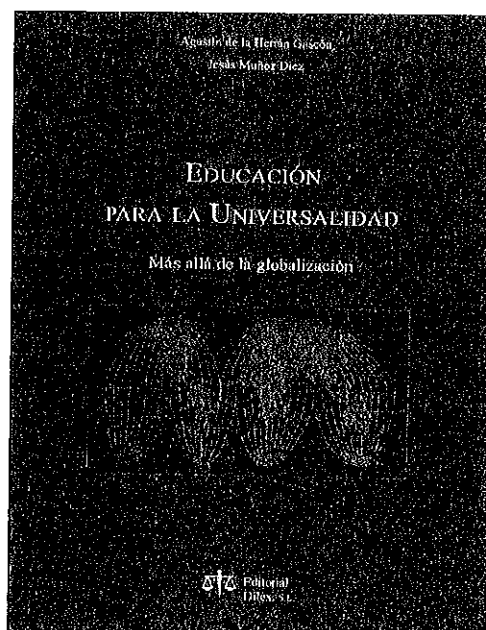 Agustín de la Herrán Gascón
Jesús Muñoz Díez
EDUCACIÓN
PARA LA UNIVERSALIDAD
Más allá de la globalización
Editorial
Dilex, S.L.